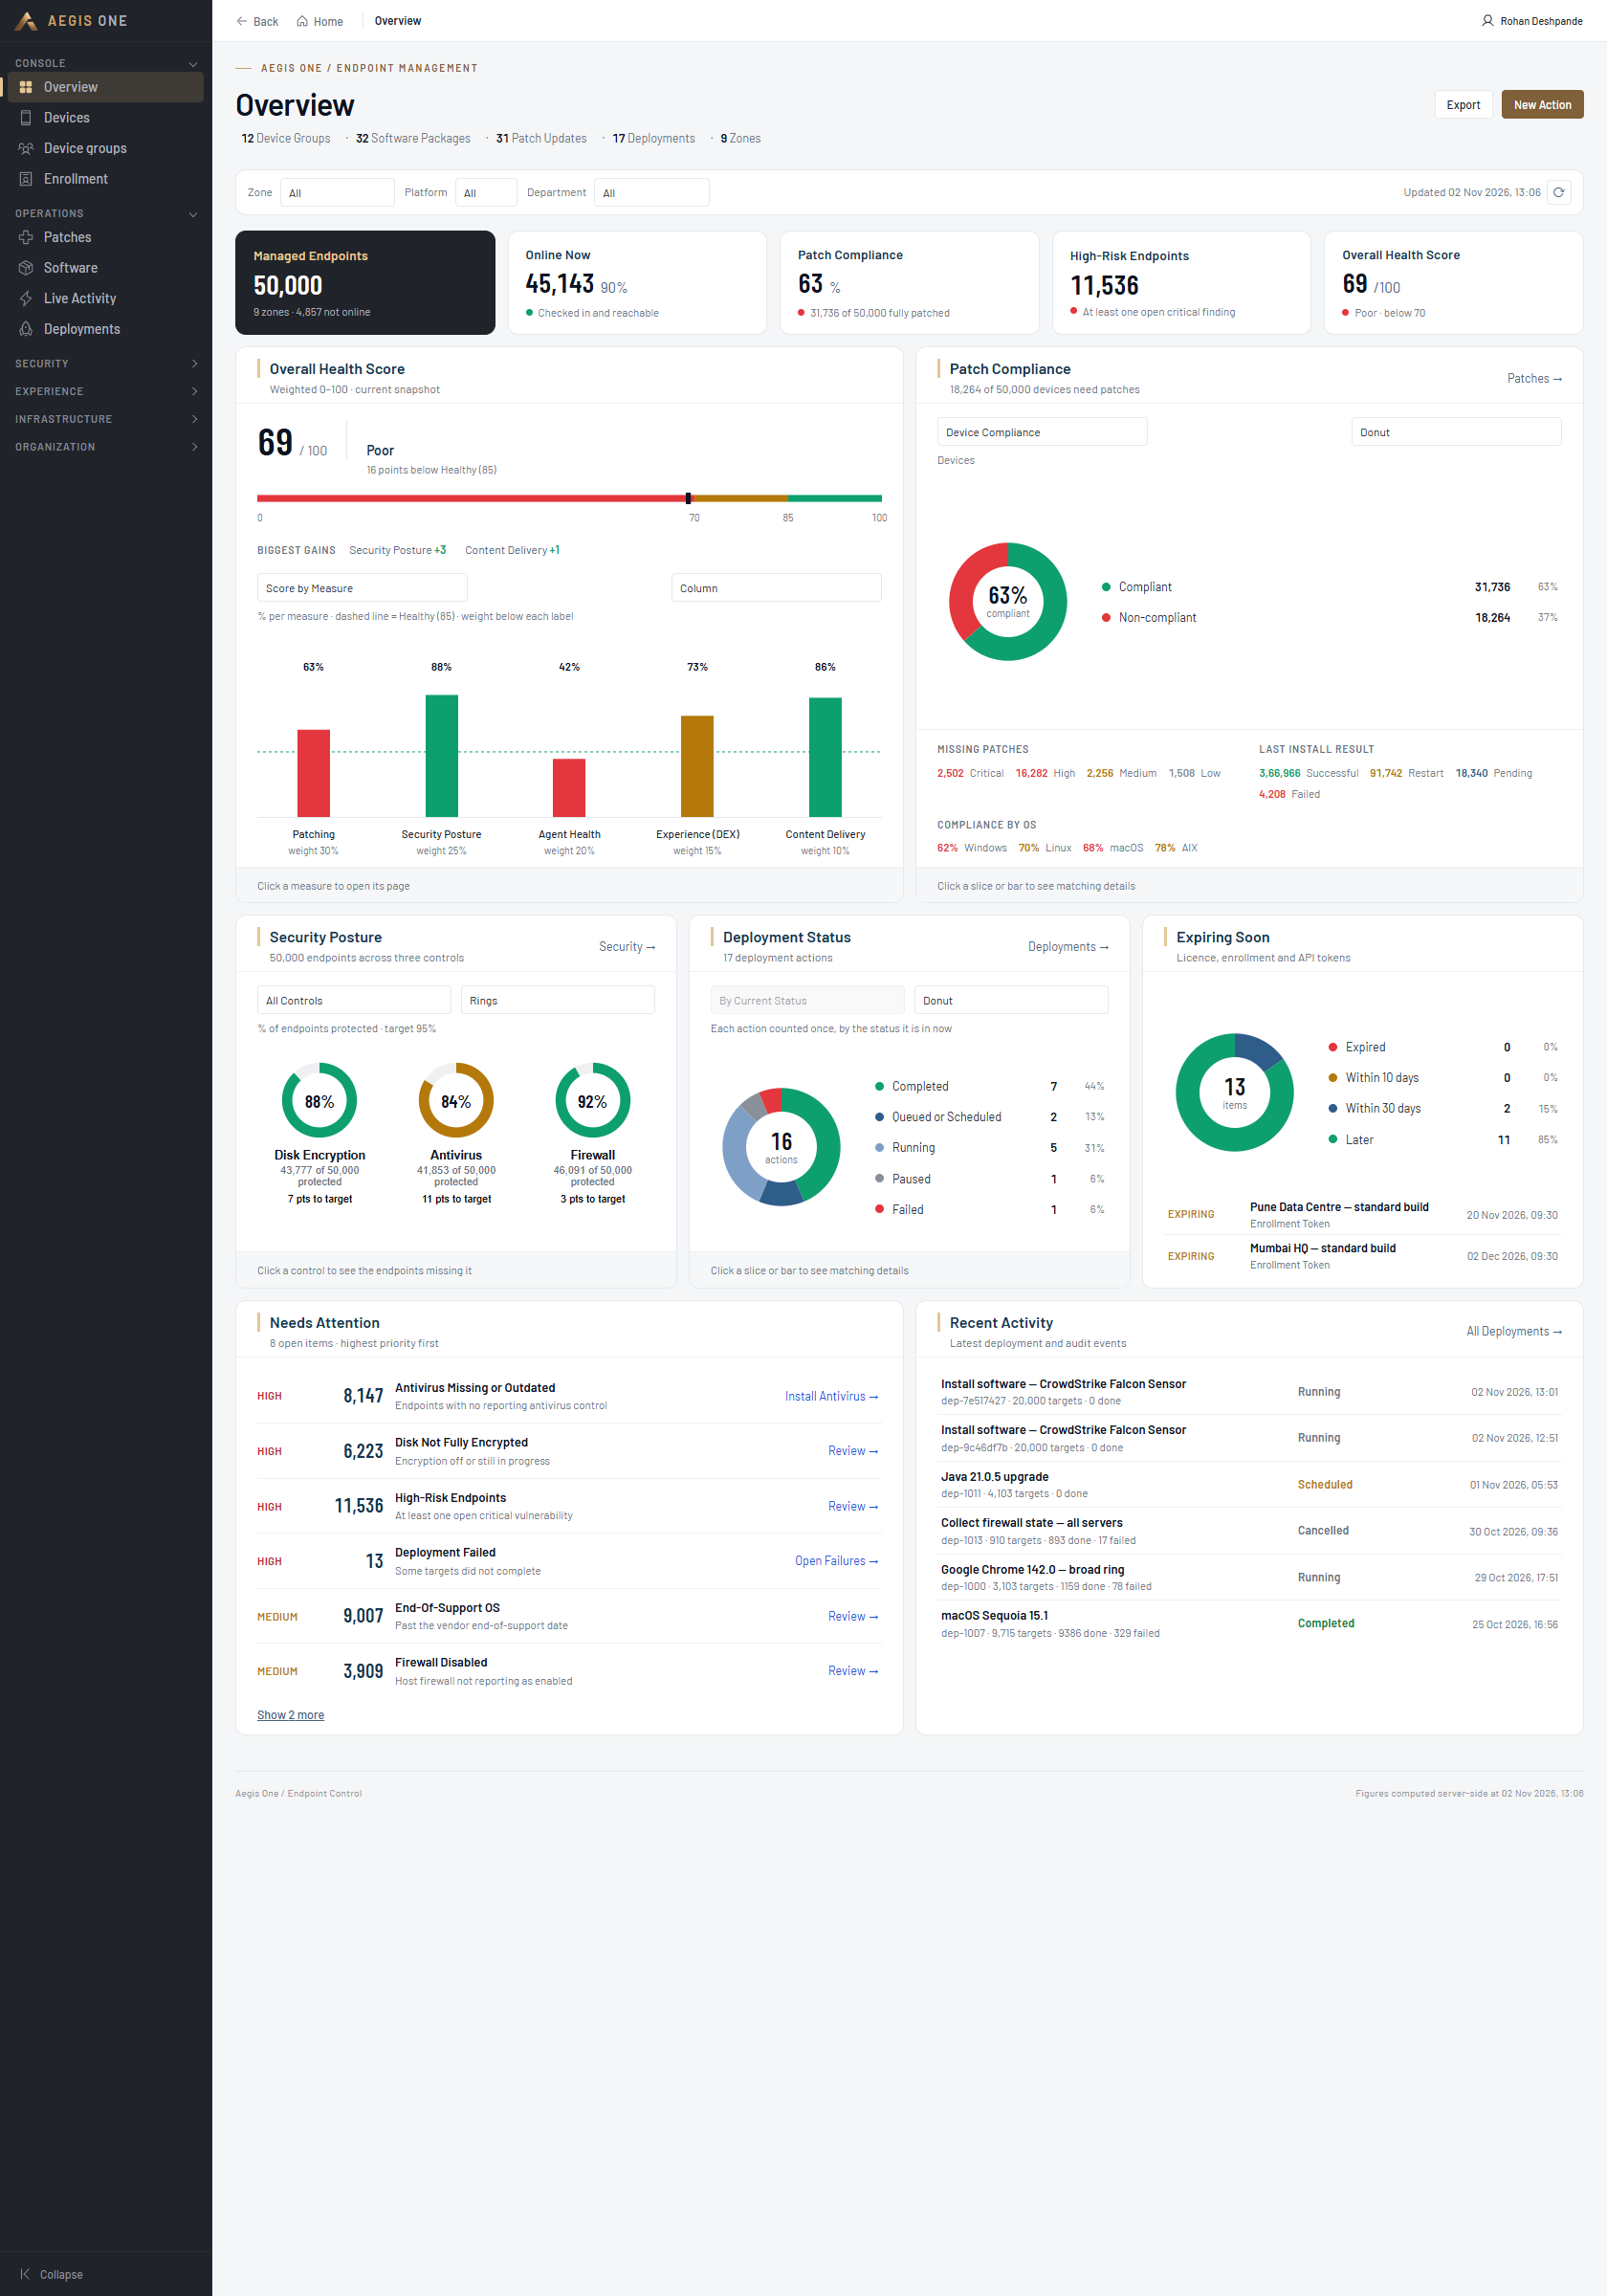 AEGIS ONE
← Back Home Overview
Rohan Deshpande
CONSOLE
Overview
Devices
Device groups
Enrollment
OPERATIONS
Patches
Software
Live Activity
Deployments
SECURITY
EXPERIENCE
INFRASTRUCTURE
ORGANIZATION
Collapse
AEGIS ONE / ENDPOINT MANAGEMENT
Overview
Export New Action
12 Device Groups · 32 Software Packages · 31 Patch Updates · 17 Deployments · 9 Zones
Zone All Platform All Department All
Updated 02 Nov 2026, 13:06
Managed Endpoints
50,000
9 zones · 4,857 not online
Online Now
45,143 90%
Checked in and reachable
Patch Compliance
63 %
31,736 of 50,000 fully patched
High-Risk Endpoints
11,536
At least one open critical finding
Overall Health Score
69 /100
Poor · below 70
Overall Health Score
Weighted 0–100 · current snapshot
69 / 100
Poor
16 points below Healthy (85)
0 70 85 100
BIGGEST GAINS Security Posture +3 Content Delivery +1
Score by Measure Column
% per measure · dashed line = Healthy (85) · weight below each label
63% 88% 42% 73% 86%
Patching Security Posture Agent Health Experience (DEX) Content Delivery
weight 30% weight 25% weight 20% weight 15% weight 10%
Click a measure to open its page
Patch Compliance
18,264 of 50,000 devices need patches
Patches →
Device Compliance Donut
Devices
63%
compliant
Compliant 31,736 63%
Non-compliant 18,264 37%
MISSING PATCHES
2,502 Critical 16,282 High 2,256 Medium 1,508 Low
LAST INSTALL RESULT
3,66,966 Successful 91,742 Restart 18,340 Pending
4,208 Failed
COMPLIANCE BY OS
62% Windows 70% Linux 68% macOS 78% AIX
Click a slice or bar to see matching details
Security Posture
50,000 endpoints across three controls
Security →
All Controls Rings
% of endpoints protected · target 95%
88% 84% 92%
Disk Encryption Antivirus Firewall
43,777 of 50,000 41,853 of 50,000 46,091 of 50,000
protected protected protected
7 pts to target 11 pts to target 3 pts to target
Click a control to see the endpoints missing it
Deployment Status
17 deployment actions
Deployments →
By Current Status Donut
Each action counted once, by the status it is in now
16
actions
Completed 7 44%
Queued or Scheduled 2 13%
Running 5 31%
Paused 1 6%
Failed 1 6%
Click a slice or bar to see matching details
Expiring Soon
Licence, enrollment and API tokens
13
items
Expired 0 0%
Within 10 days 0 0%
Within 30 days 2 15%
Later 11 85%
EXPIRING Pune Data Centre — standard build 20 Nov 2026, 09:30
Enrollment Token
EXPIRING Mumbai HQ — standard build 02 Dec 2026, 09:30
Enrollment Token
Needs Attention
8 open items · highest priority first
HIGH 8,147 Antivirus Missing or Outdated Install Antivirus →
Endpoints with no reporting antivirus control
HIGH 6,223 Disk Not Fully Encrypted Review →
Encryption off or still in progress
HIGH 11,536 High-Risk Endpoints Review →
At least one open critical vulnerability
HIGH 13 Deployment Failed Open Failures →
Some targets did not complete
MEDIUM 9,007 End-Of-Support OS Review →
Past the vendor end-of-support date
MEDIUM 3,909 Firewall Disabled Review →
Host firewall not reporting as enabled
Show 2 more
Recent Activity
Latest deployment and audit events
All Deployments →
Install software — CrowdStrike Falcon Sensor Running 02 Nov 2026, 13:01
dep-7e517427 · 20,000 targets · 0 done
Install software — CrowdStrike Falcon Sensor Running 02 Nov 2026, 12:51
dep-9c46df7b · 20,000 targets · 0 done
Java 21.0.5 upgrade Scheduled 01 Nov 2026, 05:53
dep-1011 · 4,103 targets · 0 done
Collect firewall state — all servers Cancelled 30 Oct 2026, 09:36
dep-1013 · 910 targets · 893 done · 17 failed
Google Chrome 142.0 — broad ring Running 29 Oct 2026, 17:51
dep-1000 · 3,103 targets · 1159 done · 78 failed
macOS Sequoia 15.1 Completed 25 Oct 2026, 16:56
dep-1007 · 9,715 targets · 9386 done · 329 failed
Aegis One / Endpoint Control
Figures computed server-side at 02 Nov 2026, 13:06